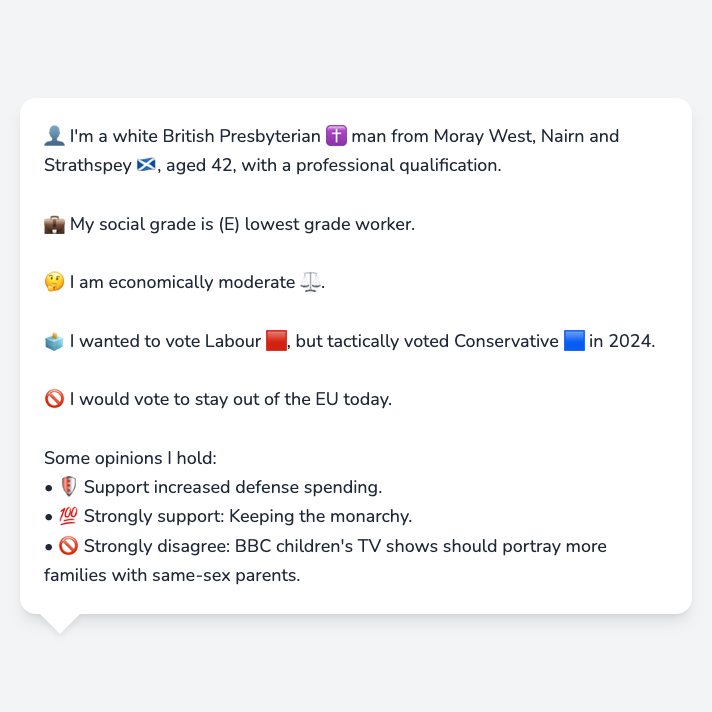 👤 I'm a white British Presbyterian ✝️ man from Moray West, Nairn and
Strathspey 🏴󠁧󠁢󠁳󠁣󠁴󠁿, aged 42, with a professional qualification.
💼 My social grade is (E) lowest grade worker.
🤔 I am economically moderate ⚖️.
🗳️ I wanted to vote Labour 🟥, but tactically voted Conservative 🟦 in 2024.
🚫 I would vote to stay out of the EU today.
Some opinions I hold:
• 🛡️ Support increased defense spending.
• 💯 Strongly support: Keeping the monarchy.
• 🚫 Strongly disagree: BBC children's TV shows should portray more
families with same-sex parents.